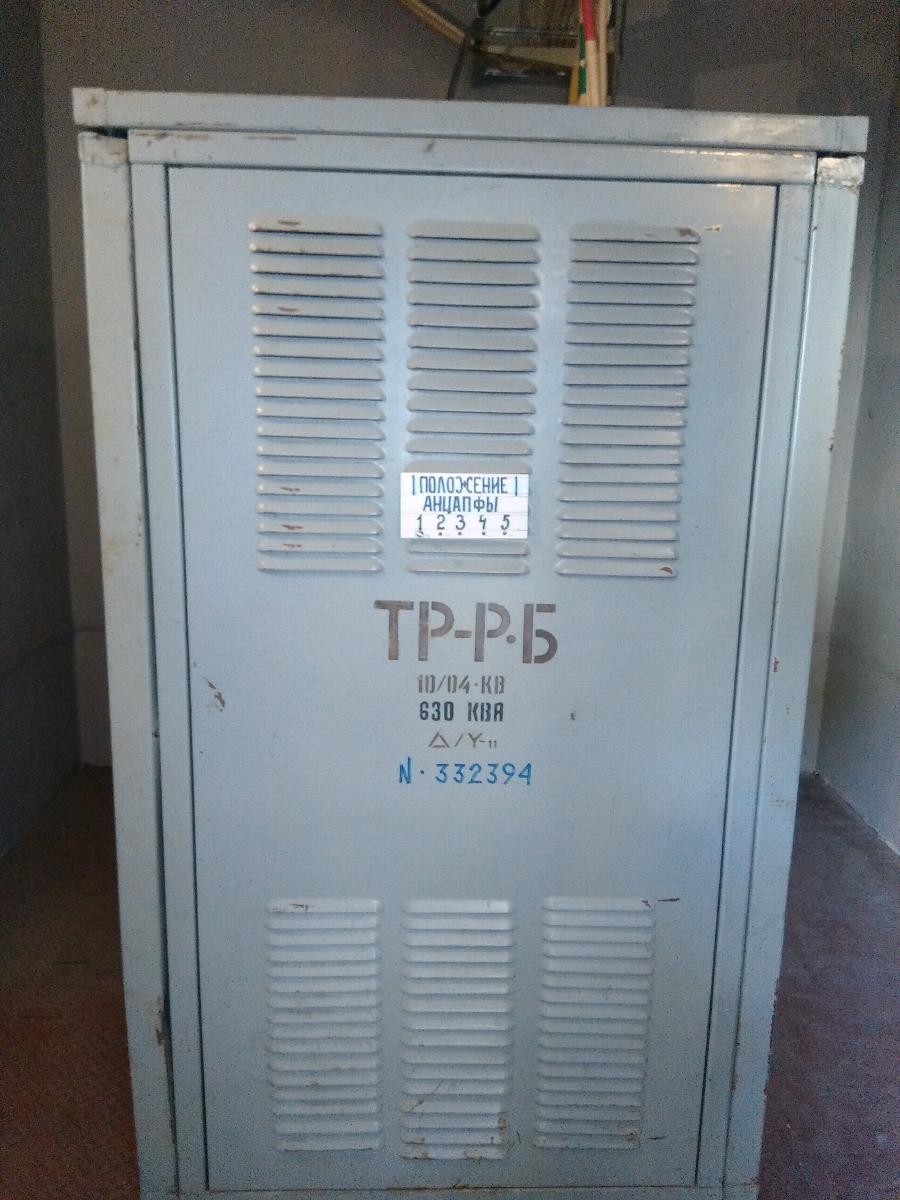 ПОЛОЖЕНИЕ
АНЦАПФЫ
1 2 3 4 5
ТР-Р.Б
10/04-КВ
630 КВА
△/Y-11
N· 332394